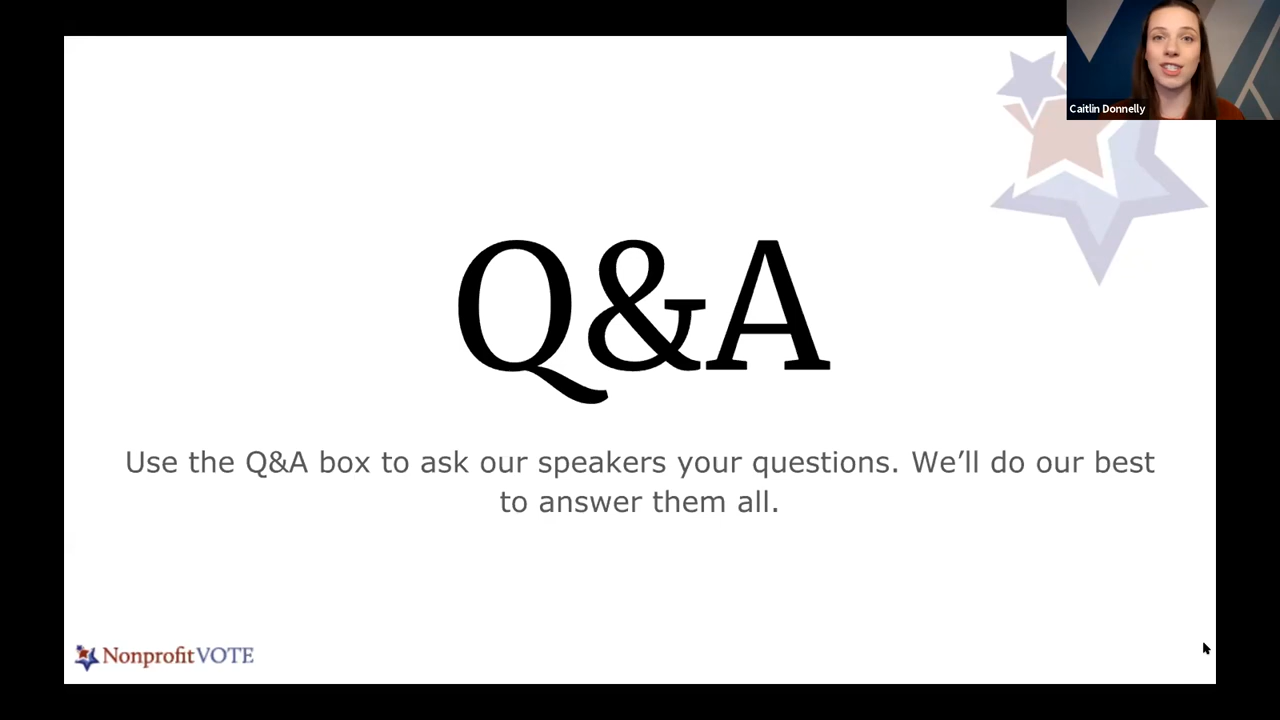 Caitlin Donnelly
Q&A
Use the Q&A box to ask our speakers your questions. We’ll do our best
to answer them all.
NonprofitVOTE